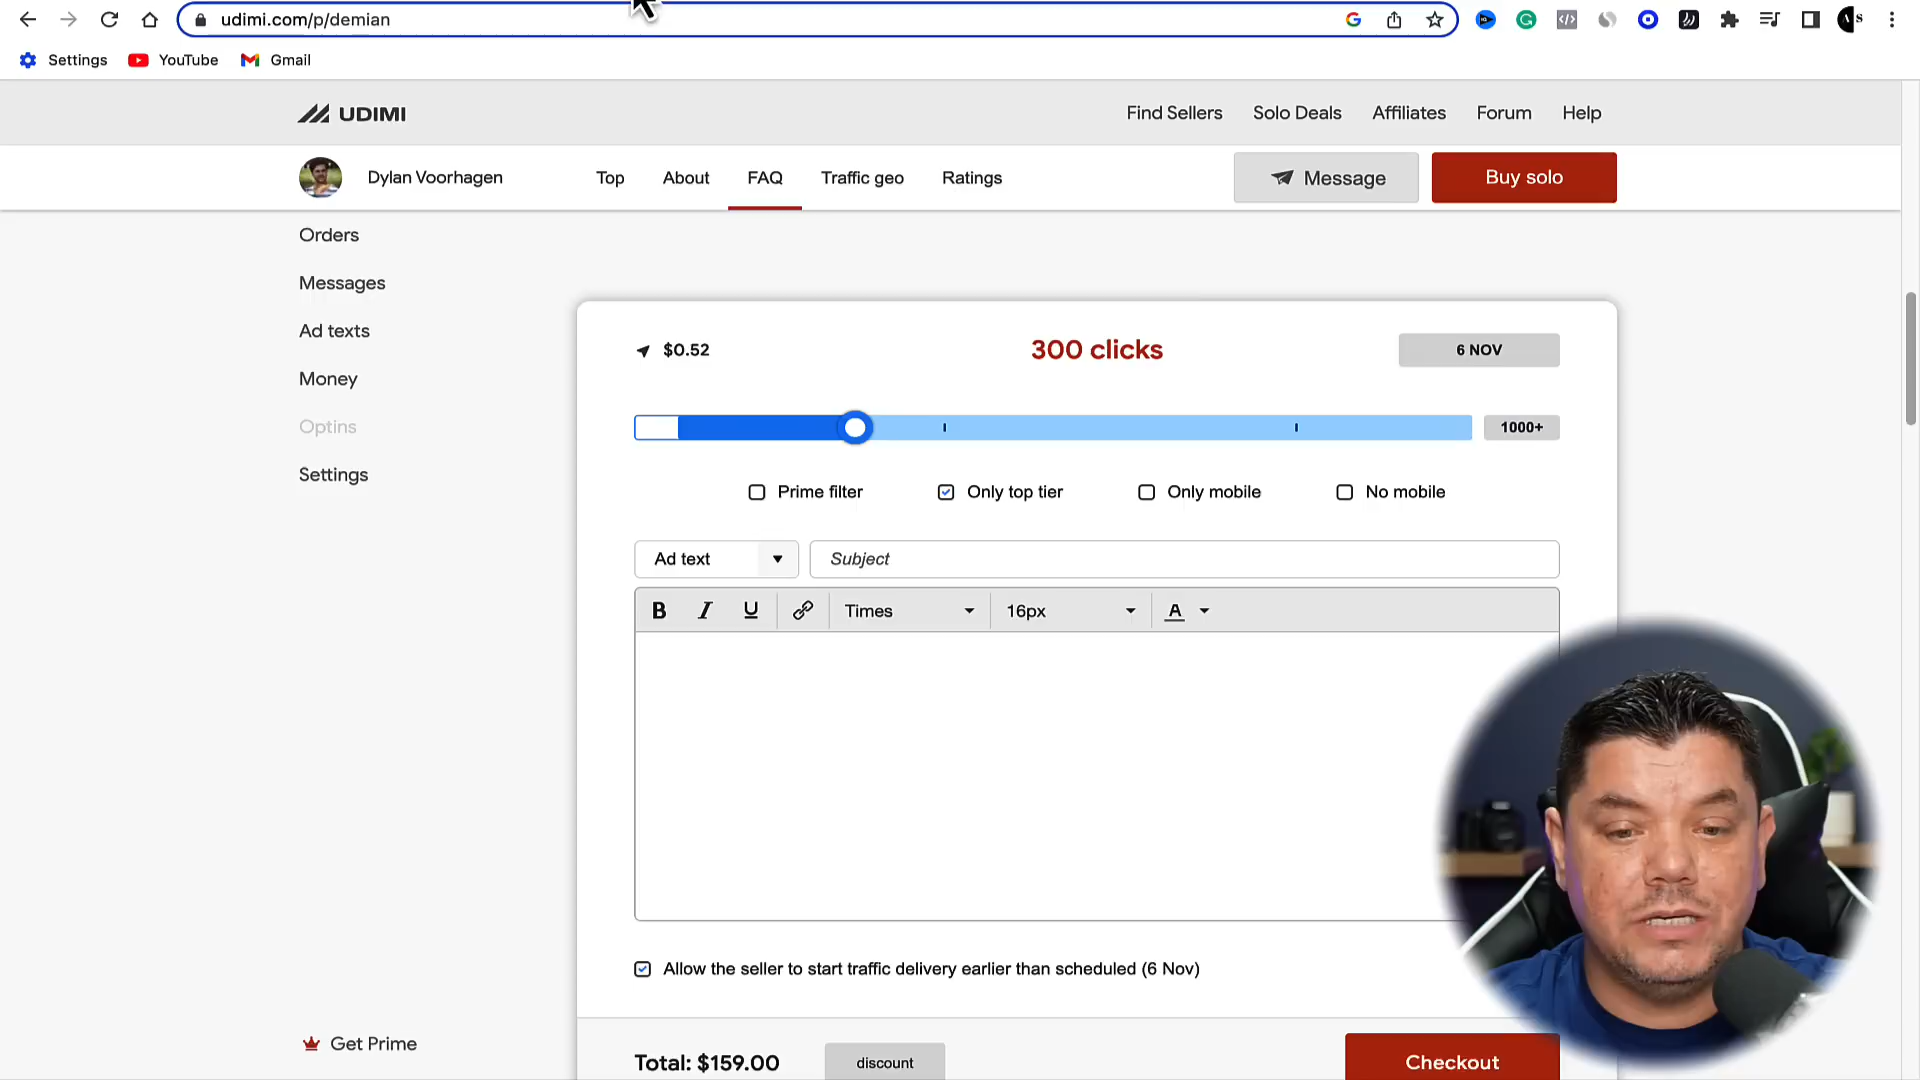 udimi.com/p/demian
Settings YouTube Gmail
UDIMI Find Sellers Solo Deals Affiliates Forum Help
Dylan Voorhagen Top About FAQ Traffic geo Ratings Message Buy solo
Orders
Messages
Ad texts
Money
Optins
Settings
Get Prime
$0.52 300 clicks 6 NOV
1000+
Prime filter Only top tier Only mobile No mobile
Ad text Subject
B I U Times 16px A
Allow the seller to start traffic delivery earlier than scheduled (6 Nov)
Total: $159.00 discount Checkout